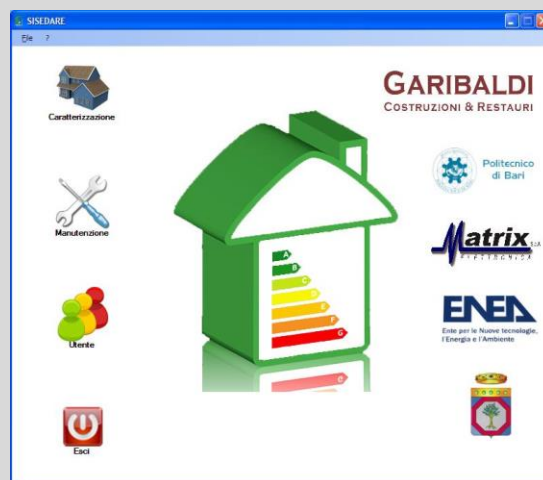 SISEDARE
File ?
Caratterizzazione
Manutenzione
Utente
Esci
A
B
C
D
E
F
G
GARIBALDI
COSTRUZIONI & RESTAURI
Politecnico
di Bari
Matrix
ELETTRONICA
ENEA
Ente per le Nuove tecnologie,
l'Energia e l'Ambiente